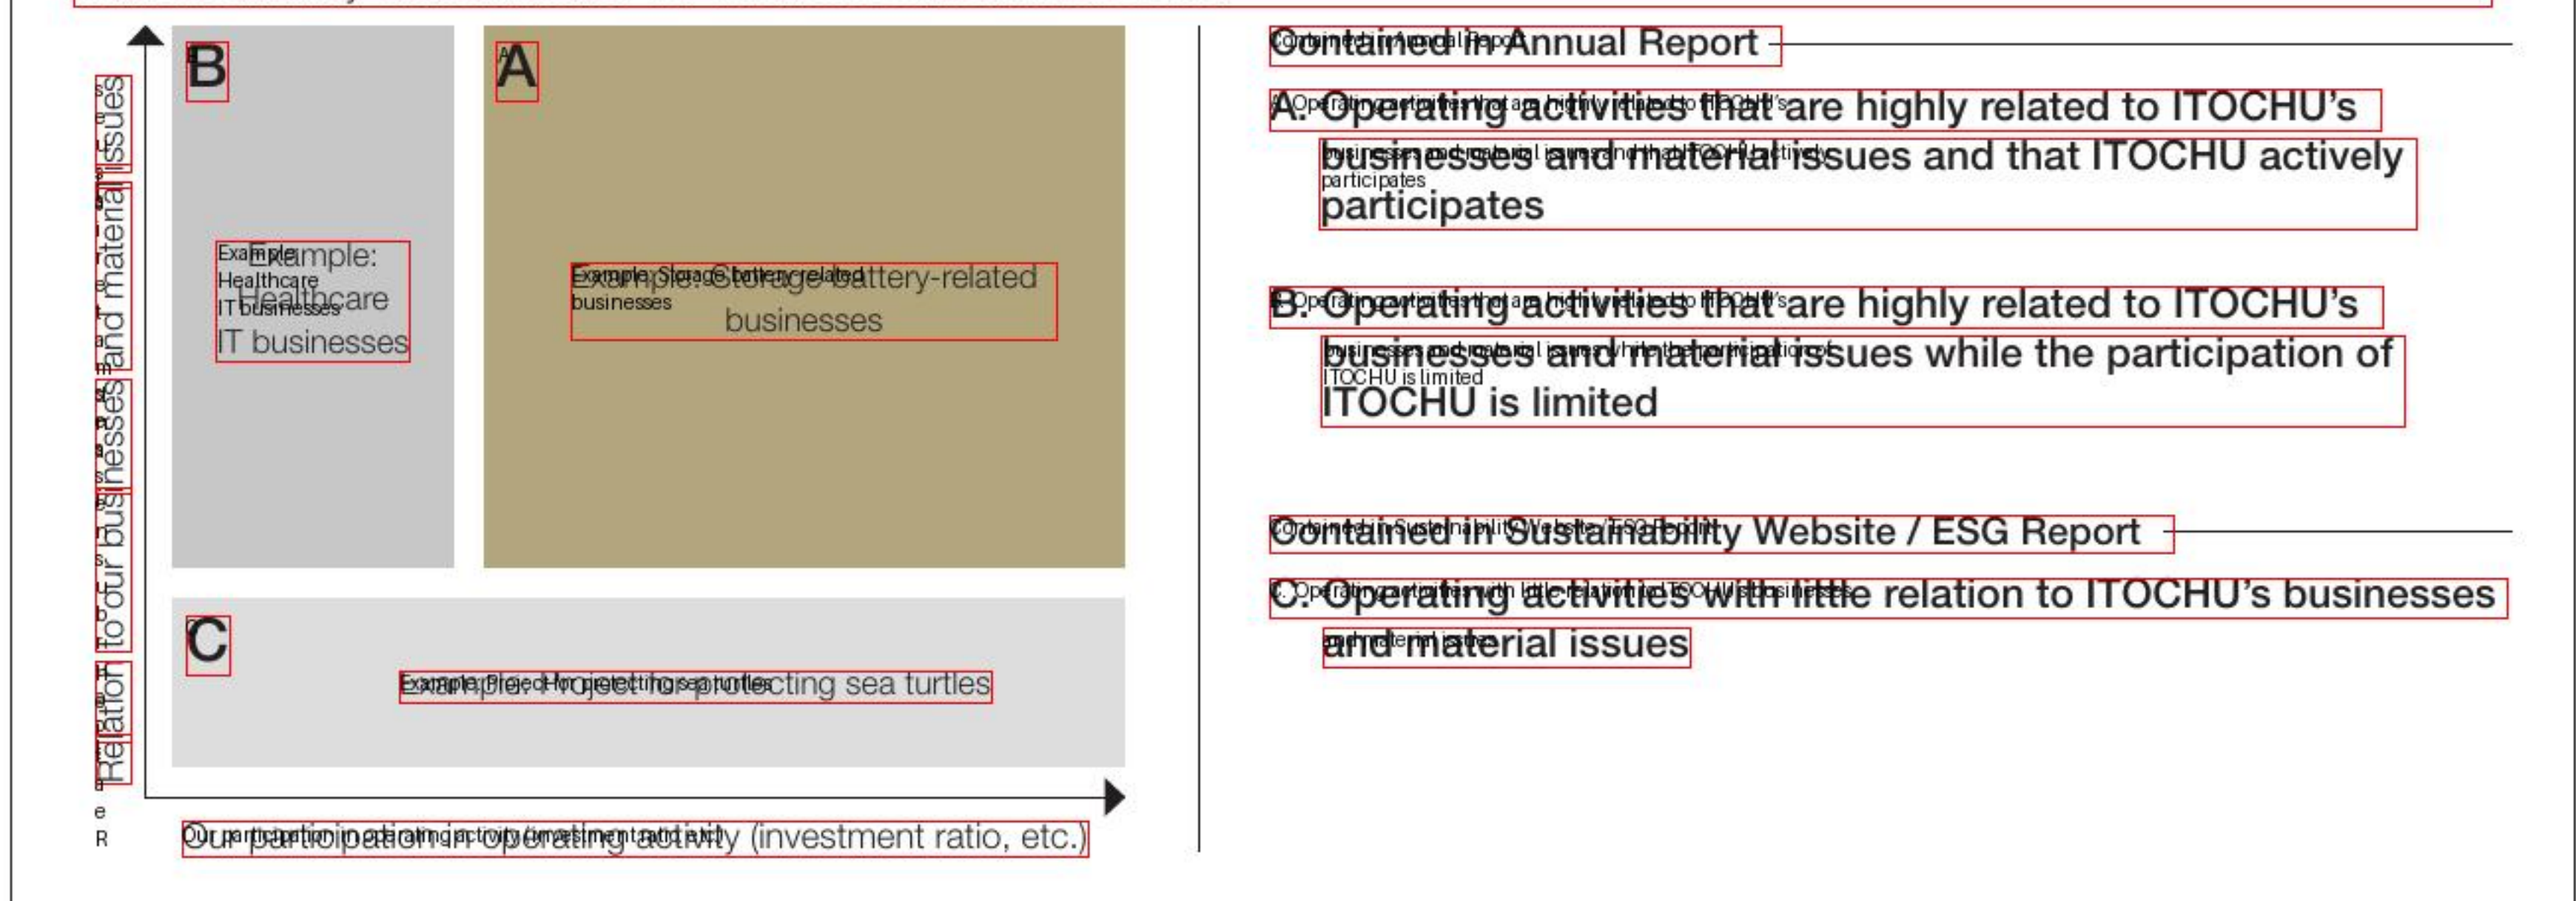 B
A
Relation to our businesses and material issues
Example:
Healthcare
IT businesses
Example: Storage battery-related
businesses
C
Example: Project for protecting sea turtles
Our participation in operating activity (investment ratio, etc.)
Contained in Annual Report
A. Operating activities that are highly related to ITOCHU's
businesses and material issues and that ITOCHU actively
participates
B. Operating activities that are highly related to ITOCHU's
businesses and material issues while the participation of
ITOCHU is limited
Contained in Sustainability Website / ESG Report
C. Operating activities with little relation to ITOCHU's businesses
and material issues